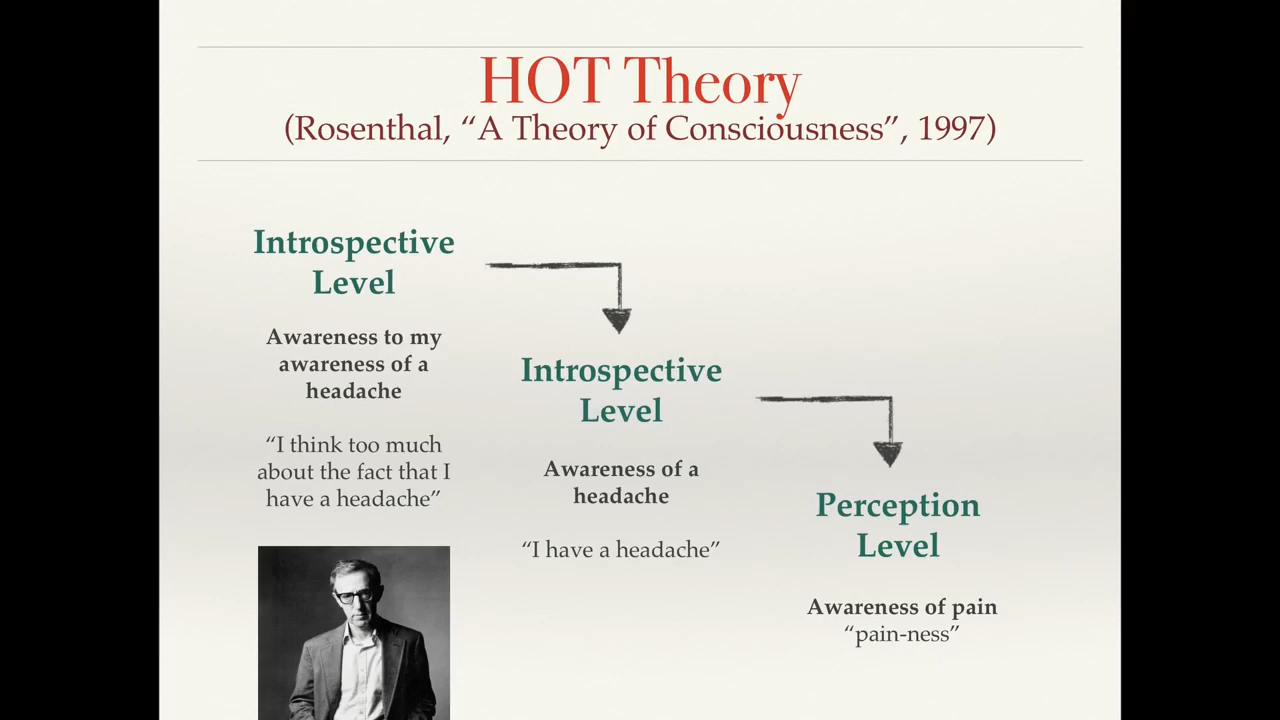 HOT Theory
(Rosenthal, “A Theory of Consciousness”, 1997)
Introspective
Level
Awareness to my
awareness of a
headache
“I think too much
about the fact that I
have a headache”
Introspective
Level
Awareness of a
headache
“I have a headache”
Perception
Level
Awareness of pain
“pain-ness”